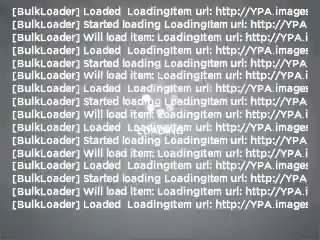 [BulkLoader] Loaded LoadingItem url: http://YPA.images
[BulkLoader] Started loading LoadingItem url: http://YPA
[BulkLoader] Will load item: LoadingItem url: http://YPA.i
[BulkLoader] Loaded LoadingItem url: http://YPA.images
[BulkLoader] Started loading LoadingItem url: http://YPA
[BulkLoader] Will load item: LoadingItem url: http://YPA.i
[BulkLoader] Loaded LoadingItem url: http://YPA.images
[BulkLoader] Started loading LoadingItem url: http://YPA
[BulkLoader] Will load item: LoadingItem url: http://YPA.i
[BulkLoader] Loaded LoadingItem url: http://YPA.images
LOADING
[BulkLoader] Started loading LoadingItem url: http://YPA
[BulkLoader] Will load item: LoadingItem url: http://YPA.i
[BulkLoader] Loaded LoadingItem url: http://YPA.images
[BulkLoader] Started loading LoadingItem url: http://YPA
[BulkLoader] Will load item: LoadingItem url: http://YPA.i
[BulkLoader] Loaded LoadingItem url: http://YPA.images